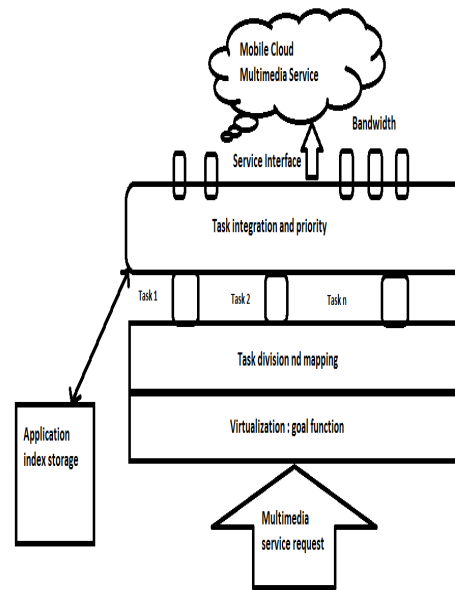 Mobile Cloud
Multimedia Service
Bandwidth
Service Interface
Task integration and priority
Task 1
Task 2
Task n
Task division nd mapping
Virtualization : goal function
Application
index storage
Multimedia
service request